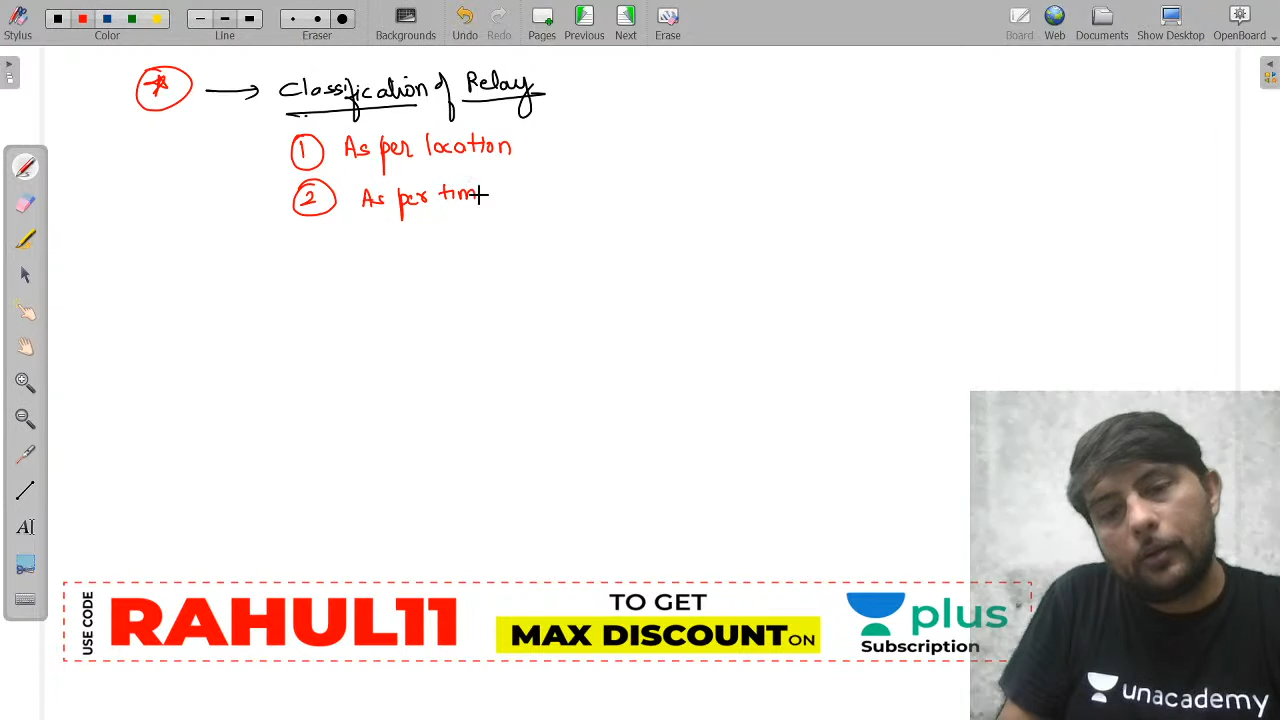 Styles
Color
Line
Eraser
Backgrounds
Undo
Redo
Pages
Previous
Next
Erase
Board
Web
Documents
Show Desktop
OpenBoard
Classification of Relay
1 As per location
2 As per tim
AI
USE CODE
RAHUL11
TO GET
MAX DISCOUNT ON
plus
Subscription
unacademy